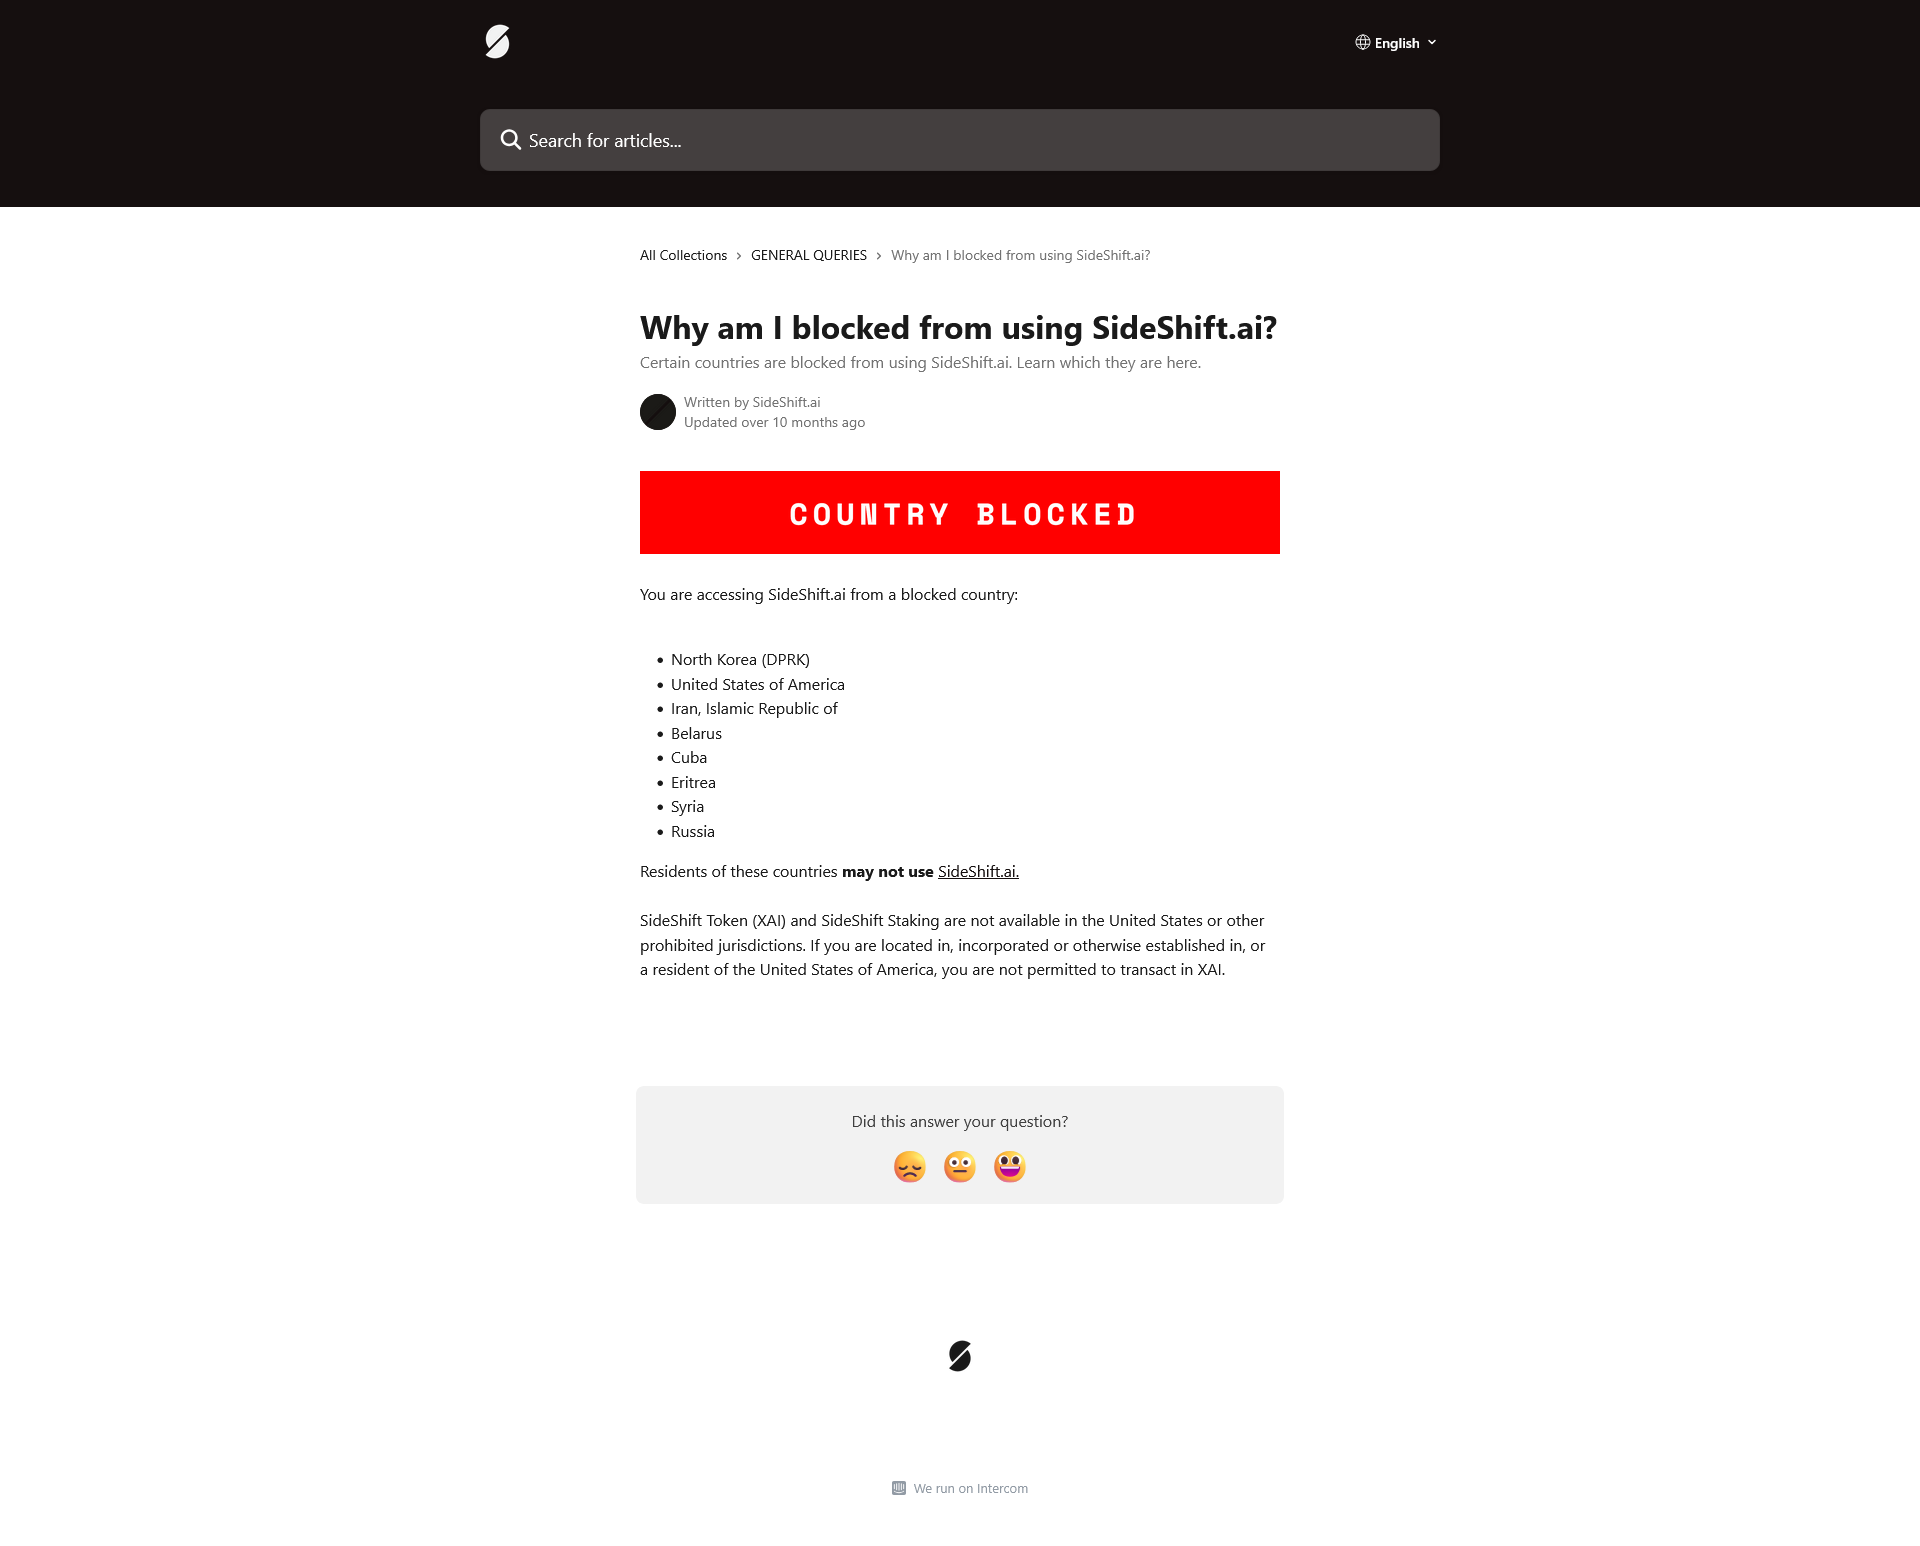 English
Search for articles...
All Collections
GENERAL QUERIES
Why am I blocked from using SideShift.ai?
Why am I blocked from using SideShift.ai?
Certain countries are blocked from using SideShift.ai. Learn which they are here.
Written by SideShift.ai
Updated over 10 months ago
COUNTRY BLOCKED
You are accessing SideShift.ai from a blocked country:
North Korea (DPRK)
United States of America
Iran, Islamic Republic of
Belarus
Cuba
Eritrea
Syria
Russia
Residents of these countries may not use SideShift.ai.
SideShift Token (XAI) and SideShift Staking are not available in the United States or other
prohibited jurisdictions. If you are located in, incorporated or otherwise established in, or
a resident of the United States of America, you are not permitted to transact in XAI.
Did this answer your question?
We run on Intercom